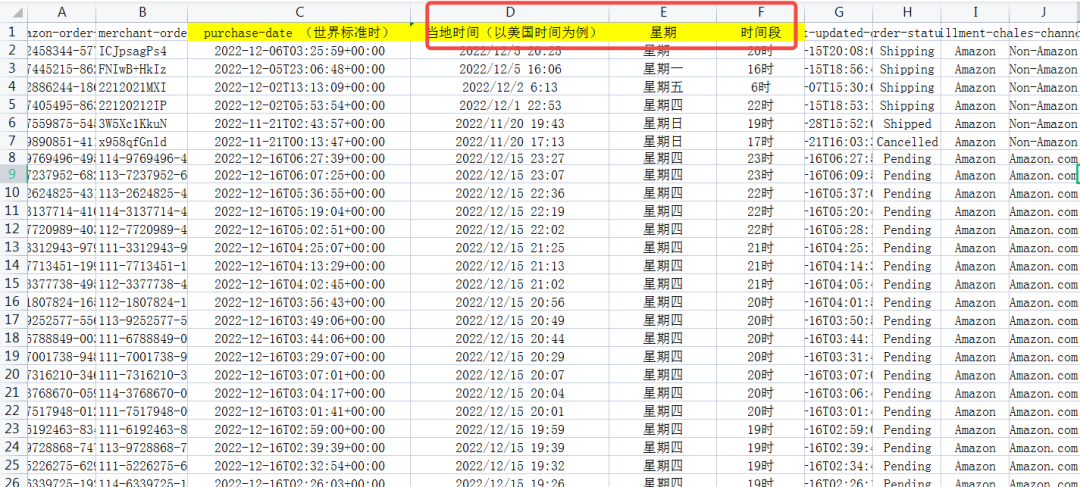 A B C D E F G H I J
1 azon-order- merchant-orde purchase-date （世界标准时） 当地时间（以美国时间为例） 星期 时间段 t-updated- rder-statu illment-cha les-channe
2 2458344-577 ICJpsagPs4 2022-12-06T03:25:59+00:00 2022/12/5 20:25 星期一 20时 -15T20:08:0 Shipping Amazon Non-Amazon
3 7445215-862 FNIwB+HkIz 2022-12-05T23:06:48+00:00 2022/12/5 16:06 星期一 16时 -15T18:56:4 Shipping Amazon Non-Amazon
4 2886244-186 2212021MXI 2022-12-02T13:13:09+00:00 2022/12/2 6:13 星期五 6时 -07T15:30:0 Shipping Amazon Non-Amazon
5 7405495-863 22120212IP 2022-12-02T05:53:54+00:00 2022/12/1 22:53 星期四 22时 -15T18:53: Shipping Amazon Non-Amazon
6 7559875-545 3W5Xc1KkuN 2022-11-21T02:43:57+00:00 2022/11/20 19:43 星期日 19时 -28T15:52:0 Shipped Amazon Non-Amazon
7 9890851-411 x958qfGnld 2022-11-21T00:13:47+00:00 2022/11/20 17:13 星期日 17时 -21T16:03: Cancelled Amazon Non-Amazon
8 9769496-495 114-9769496-4 2022-12-16T06:27:39+00:00 2022/12/15 23:27 星期四 23时 -16T06:27: Pending Amazon Amazon.com
9 7237952-682 113-7237952-6 2022-12-16T06:07:25+00:00 2022/12/15 23:07 星期四 23时 -16T06:09: Pending Amazon Amazon.com
10 2624825-431 113-2624825-4 2022-12-16T05:36:55+00:00 2022/12/15 22:36 星期四 22时 -16T05:37:0 Pending Amazon Amazon.com
11 3137714-410 114-3137714-4 2022-12-16T05:19:04+00:00 2022/12/15 22:19 星期四 22时 -16T05:20: Pending Amazon Amazon.com
12 7720989-403 112-7720989-4 2022-12-16T05:02:51+00:00 2022/12/15 22:02 星期四 22时 -16T05:28: Pending Amazon Amazon.com
13 3312943-979 111-3312943-9 2022-12-16T04:25:07+00:00 2022/12/15 21:25 星期四 21时 -16T04:25: Pending Amazon Amazon.com
14 7713451-199 111-7713451-1 2022-12-16T04:13:29+00:00 2022/12/15 21:13 星期四 21时 -16T04:14: Pending Amazon Amazon.com
15 3377738-495 112-3377738-4 2022-12-16T04:02:45+00:00 2022/12/15 21:02 星期四 21时 -16T04:05: Pending Amazon Amazon.com
16 1807824-165 112-1807824-1 2022-12-16T03:56:43+00:00 2022/12/15 20:56 星期四 20时 -16T04:01: Pending Amazon Amazon.com
17 9252577-556 113-9252577-5 2022-12-16T03:49:06+00:00 2022/12/15 20:49 星期四 20时 -16T03:50: Pending Amazon Amazon.com
18 6788849-003 111-6788849-0 2022-12-16T03:44:06+00:00 2022/12/15 20:44 星期四 20时 -16T03:44: Pending Amazon Amazon.com
19 7001738-948 111-7001738-9 2022-12-16T03:29:07+00:00 2022/12/15 20:29 星期四 20时 -16T03:31: Pending Amazon Amazon.com
20 7316210-346 111-7316210-3 2022-12-16T03:07:01+00:00 2022/12/15 20:07 星期四 20时 -16T03:07:0 Pending Amazon Amazon.com
21 3768670-059 114-3768670-0 2022-12-16T03:04:17+00:00 2022/12/15 20:04 星期四 20时 -16T03:06: Pending Amazon Amazon.com
22 7517948-012 111-7517948-0 2022-12-16T03:01:41+00:00 2022/12/15 20:01 星期四 20时 -16T03:01: Pending Amazon Amazon.com
23 6192463-834 111-6192463-8 2022-12-16T02:59:00+00:00 2022/12/15 19:59 星期四 19时 -16T02:59:0 Pending Amazon Amazon.com
24 9728868-747 113-9728868-7 2022-12-16T02:39:39+00:00 2022/12/15 19:39 星期四 19时 -16T02:39: Pending Amazon Amazon.com
25 5226275-629 111-5226275-6 2022-12-16T02:32:54+00:00 2022/12/15 19:32 星期四 19时 -16T02:34: Pending Amazon Amazon.com
26 6339725-192 114-6339725-1 2022-12-16T02:26:03+00:00 2022/12/15 19:26 星期四 19时 -16T02:26: Pending Amazon Amazon.com